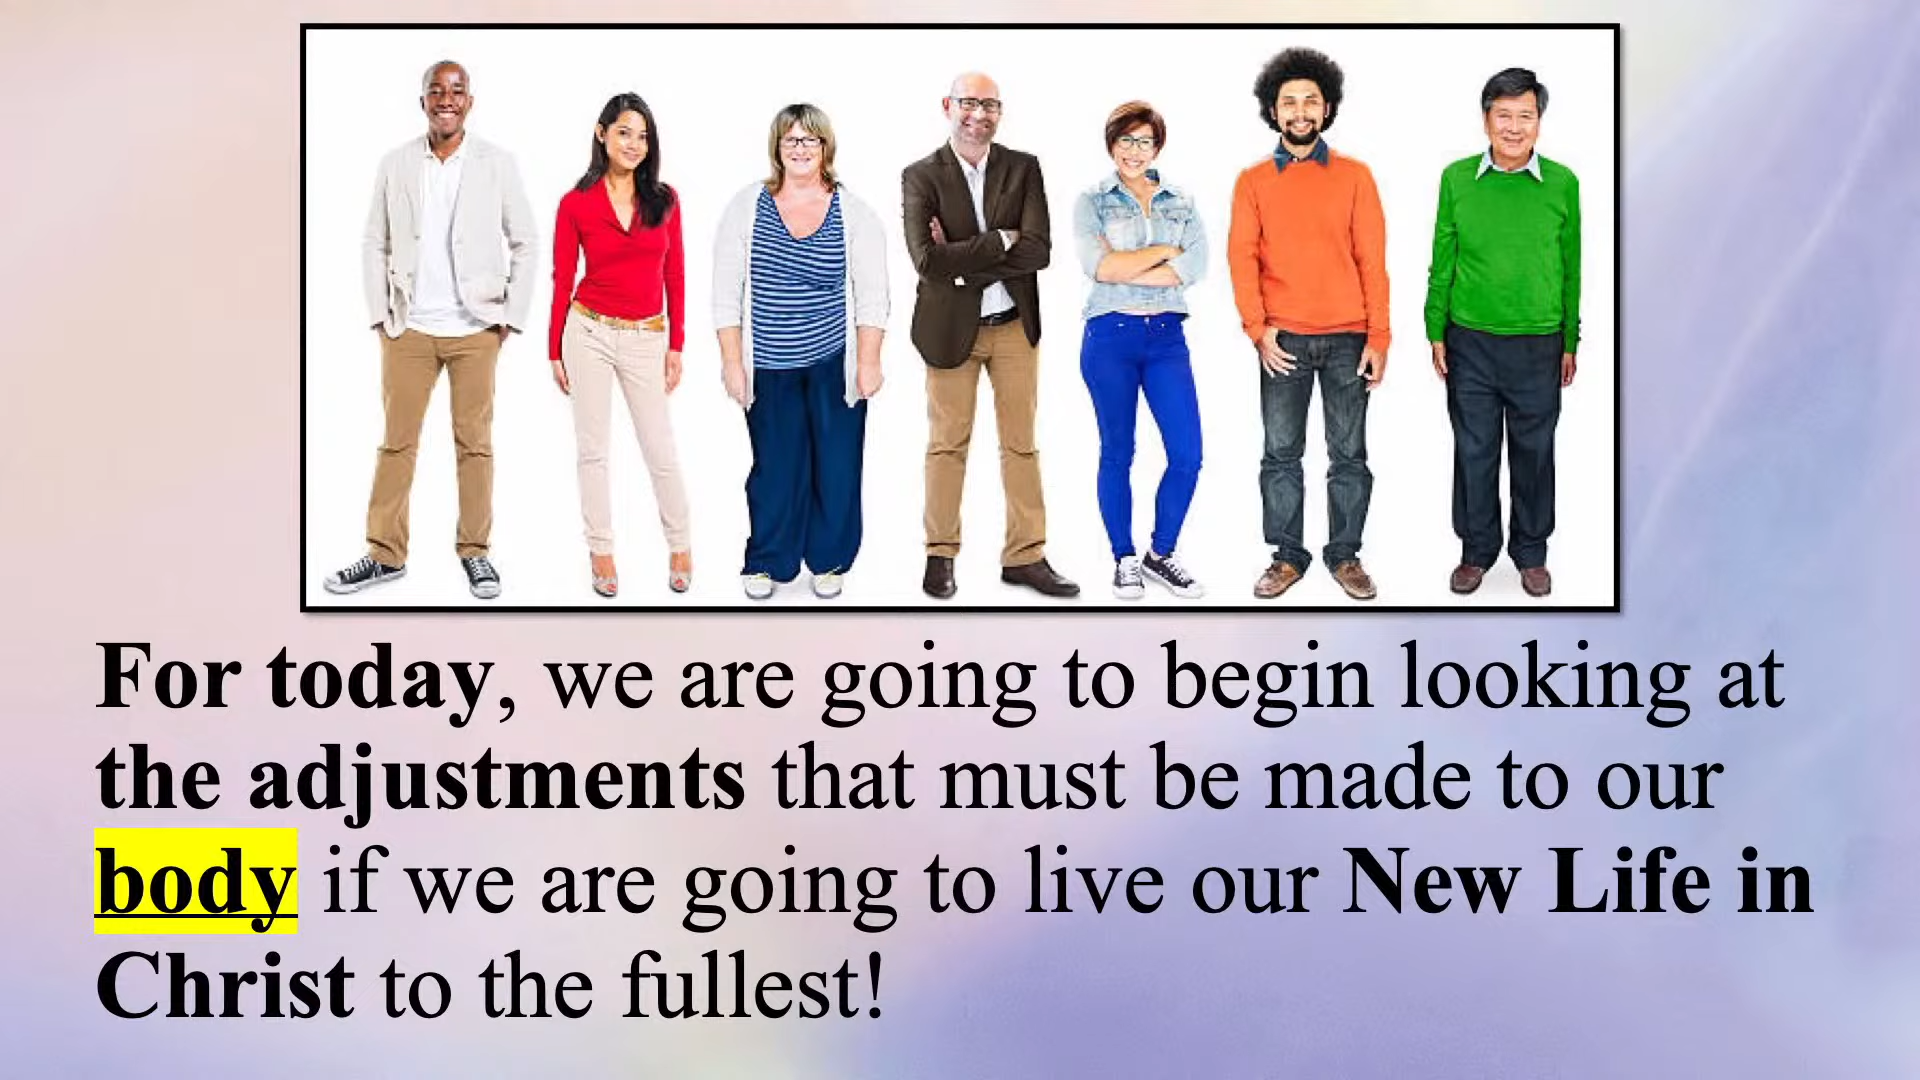 For today, we are going to begin looking at
the adjustments that must be made to our
body if we are going to live our New Life in
Christ to the fullest!